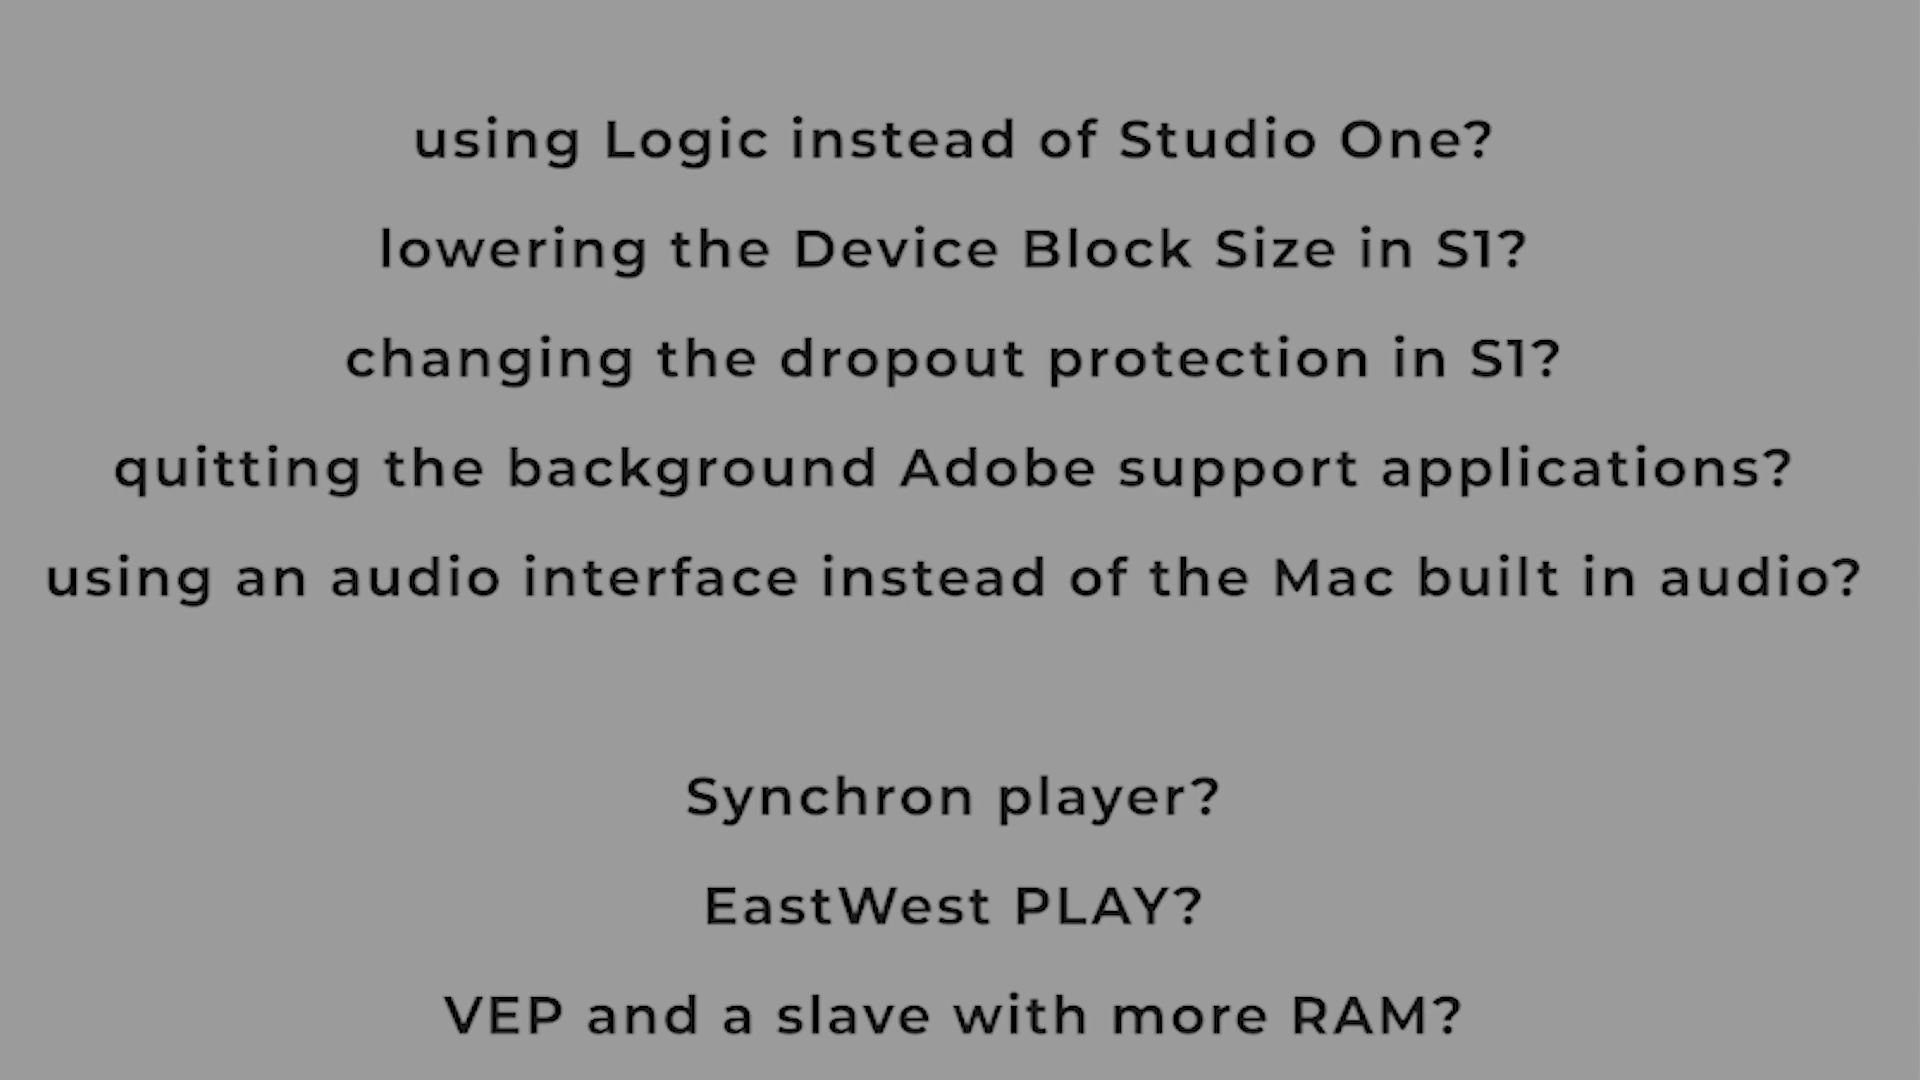 using Logic instead of Studio One?
lowering the Device Block Size in S1?
changing the dropout protection in S1?
quitting the background Adobe support applications?
using an audio interface instead of the Mac built in audio?
Synchron player?
EastWest PLAY?
VEP and a slave with more RAM?